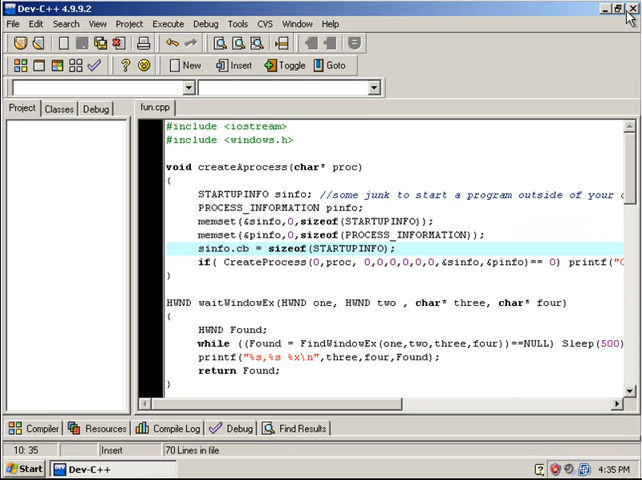 Dev-C++ 4.9.9.2
File Edit Search View Project Execute Debug Tools CVS Window Help
New Insert Toggle Goto
Project Classes Debug
fun.cpp
#include <iostream>
#include <windows.h>
void createAprocess(char* proc)
{
STARTUPINFO sinfo; //some junk to start a program outside of your
PROCESS_INFORMATION pinfo;
memset(&sinfo,0,sizeof(STARTUPINFO));
memset(&pinfo,0,sizeof(PROCESS_INFORMATION));
sinfo.cb = sizeof(STARTUPINFO);
if( CreateProcess(0,proc, 0,0,0,0,0,0,&sinfo,&pinfo)== 0) printf("
}
HWND waitWindowEx(HWND one, HWND two , char* three, char* four)
{
HWND Found;
while ((Found = FindWindowEx(one,two,three,four))==NULL) Sleep(500)
printf("%s,%s %x\n",three,four,Found);
return Found;
}
Compiler Resources Compile Log Debug Find Results
10: 35 Insert 70 Lines in file
Start Dev-C++ 4:35 PM